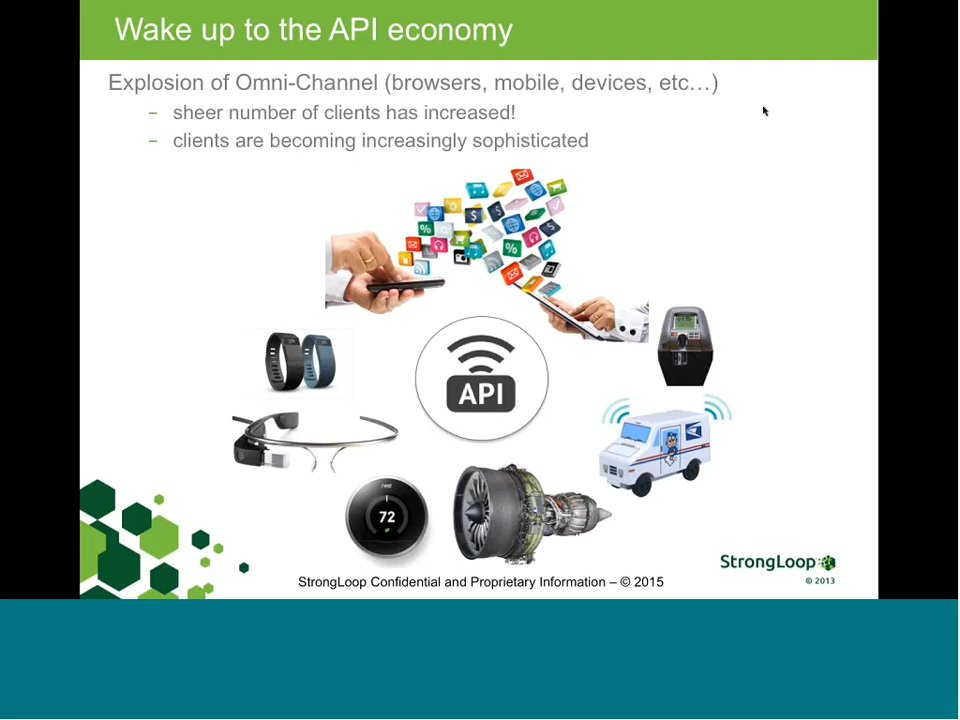 Wake up to the API economy
Explosion of Omni-Channel (browsers, mobile, devices, etc…)
– sheer number of clients has increased!
– clients are becoming increasingly sophisticated
API
nest
72
StrongLoop
© 2013
StrongLoop Confidential and Proprietary Information – © 2015